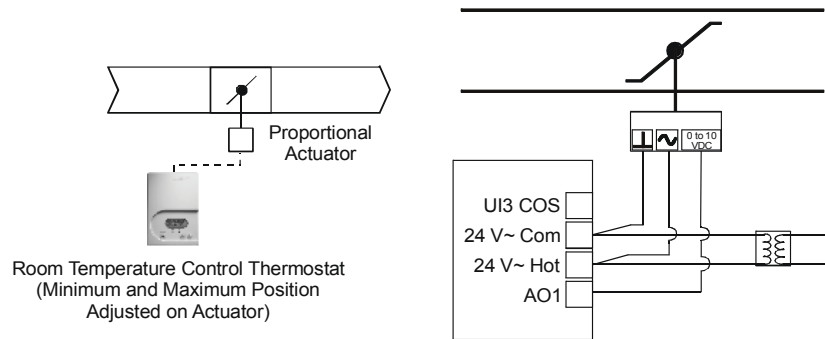 Proportional
Actuator
Room Temperature Control Thermostat
(Minimum and Maximum Position
Adjusted on Actuator)
0 to 10
VDC
UI3 COS
24 V~ Com
24 V~ Hot
AO1